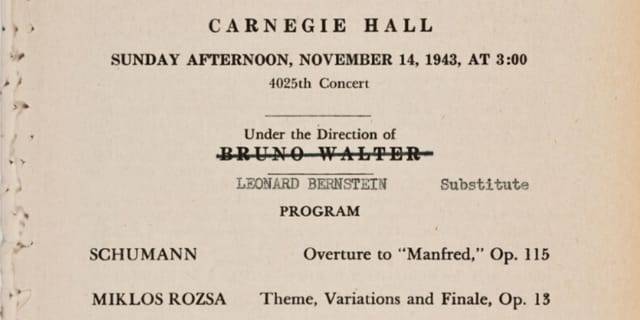 CARNEGIE HALL
SUNDAY AFTERNOON, NOVEMBER 14, 1943, AT 3:00
4025th Concert
Under the Direction of
BRUNO WALTER
LEONARD BERNSTEIN Substitute
PROGRAM
SCHUMANN Overture to "Manfred," Op. 115
MIKLOS ROZSA Theme, Variations and Finale, Op. 13